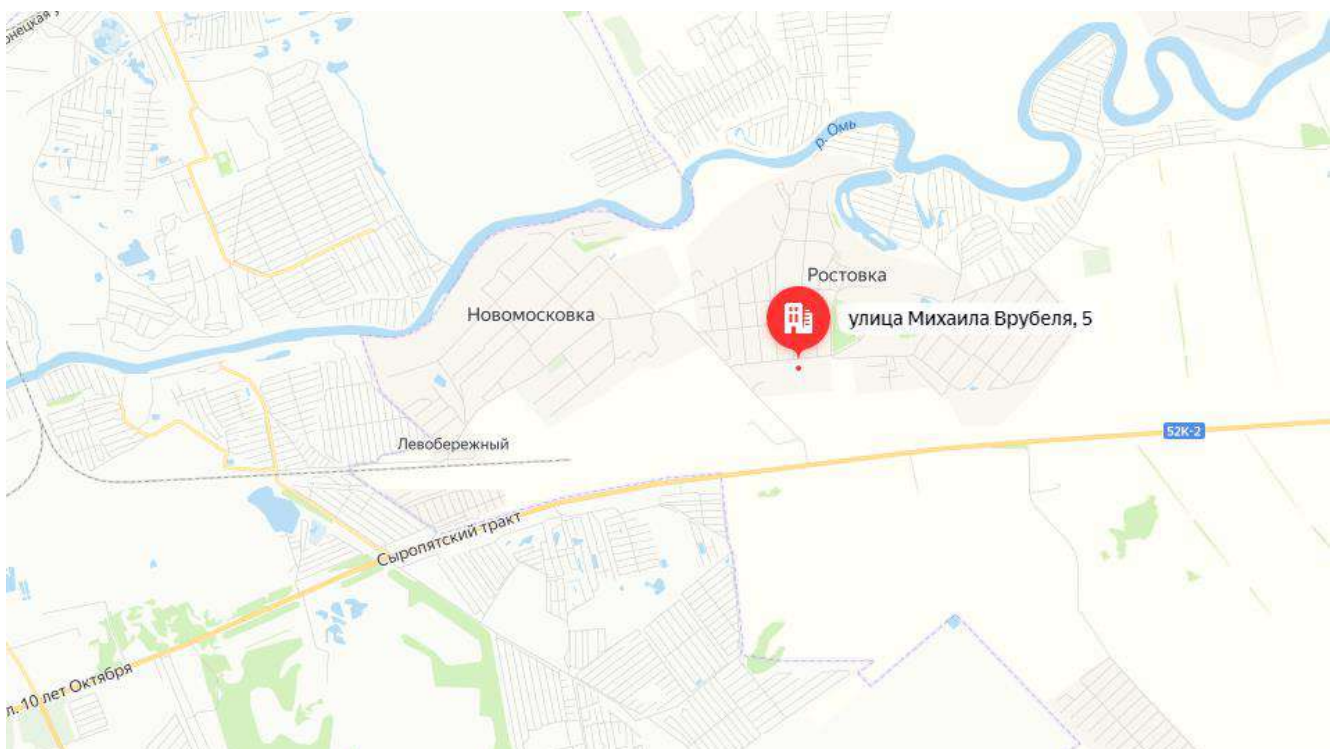 р. Омь
Ростовка
Новомосковка
улица Михаила Врубеля, 5
52К-2
Левобережный
Сыропятский тракт
л. 10 лет Октября